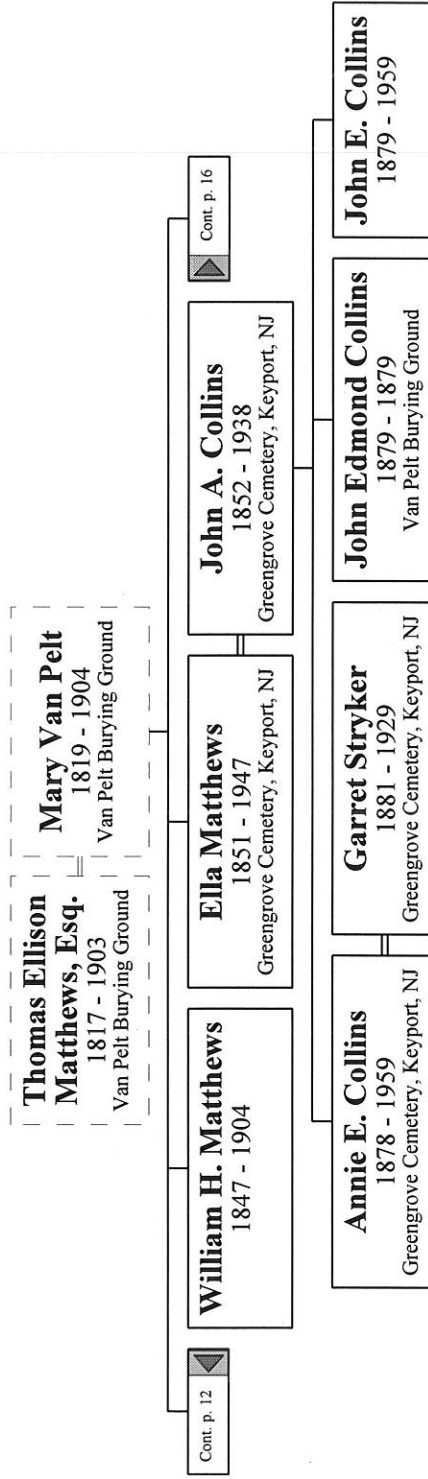 Thomas Ellison
Matthews, Esq.
1817 - 1903
Van Pelt Burying Ground
Mary Van Pelt
1819 - 1904
Van Pelt Burying Ground
Cont. p. 12
William H. Matthews
1847 - 1904
Ella Matthews
1851 - 1947
Greengrove Cemetery, Keyport, NJ
John A. Collins
1852 - 1938
Greengrove Cemetery, Keyport, NJ
Cont. p. 16
Annie E. Collins
1878 - 1959
Greengrove Cemetery, Keyport, NJ
Garret Stryker
1881 - 1929
Greengrove Cemetery, Keyport, NJ
John Edmond Collins
1879 - 1879
Van Pelt Burying Ground
John E. Collins
1879 - 1959